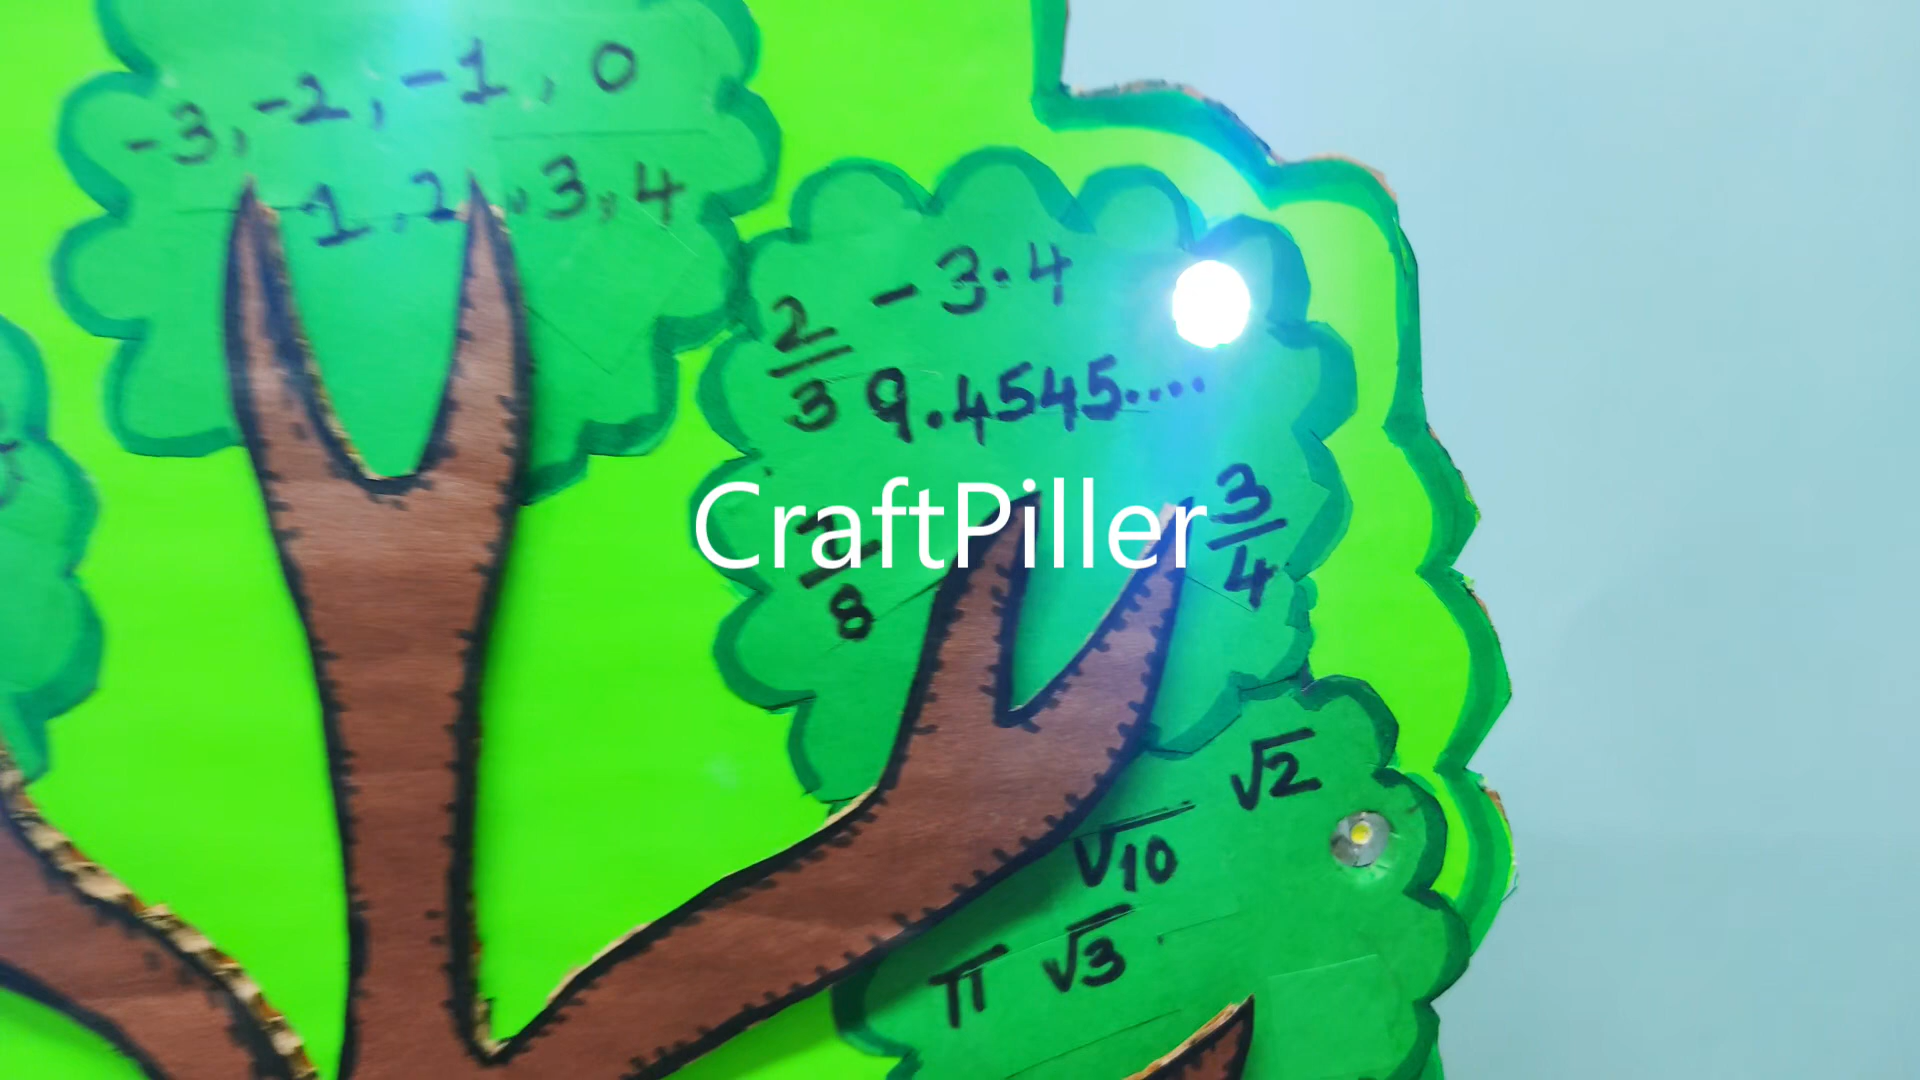 -3, -2, -1, 0
1, 2, 3, 4
-3.4
2/3
9.4545....
CraftPiller
3/4
8
√2
√10
π √3